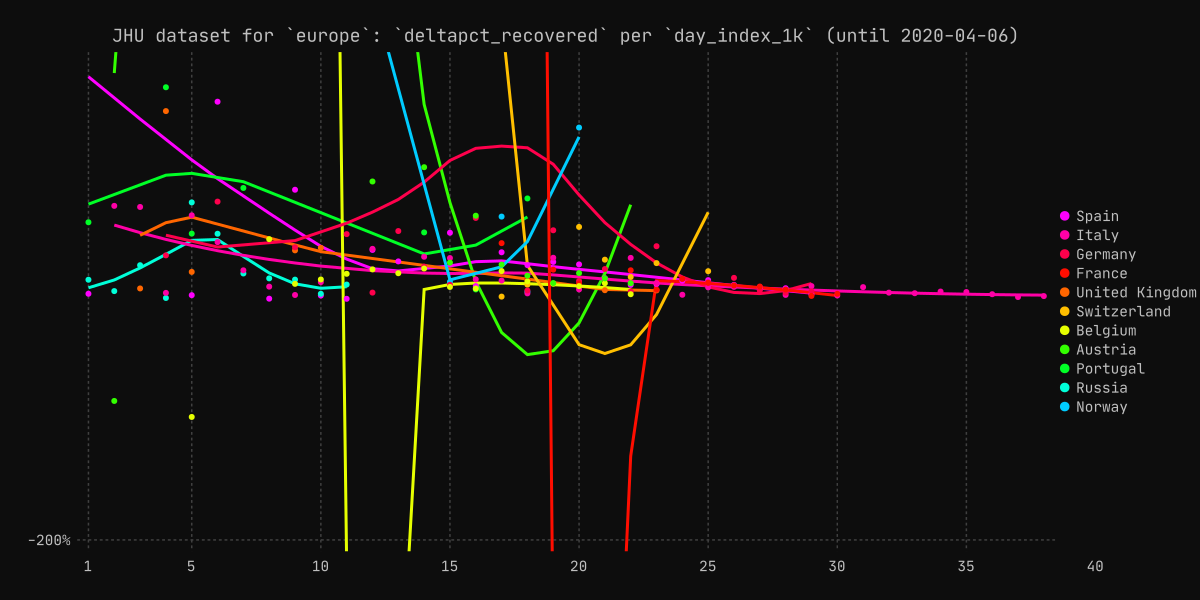 JHU dataset for `europe`: `deltapct_recovered` per `day_index_1k` (until 2020-04-06)
Spain
Italy
Germany
France
United Kingdom
Switzerland
Belgium
Austria
Portugal
Russia
Norway
-200%
1 5 10 15 20 25 30 35 40